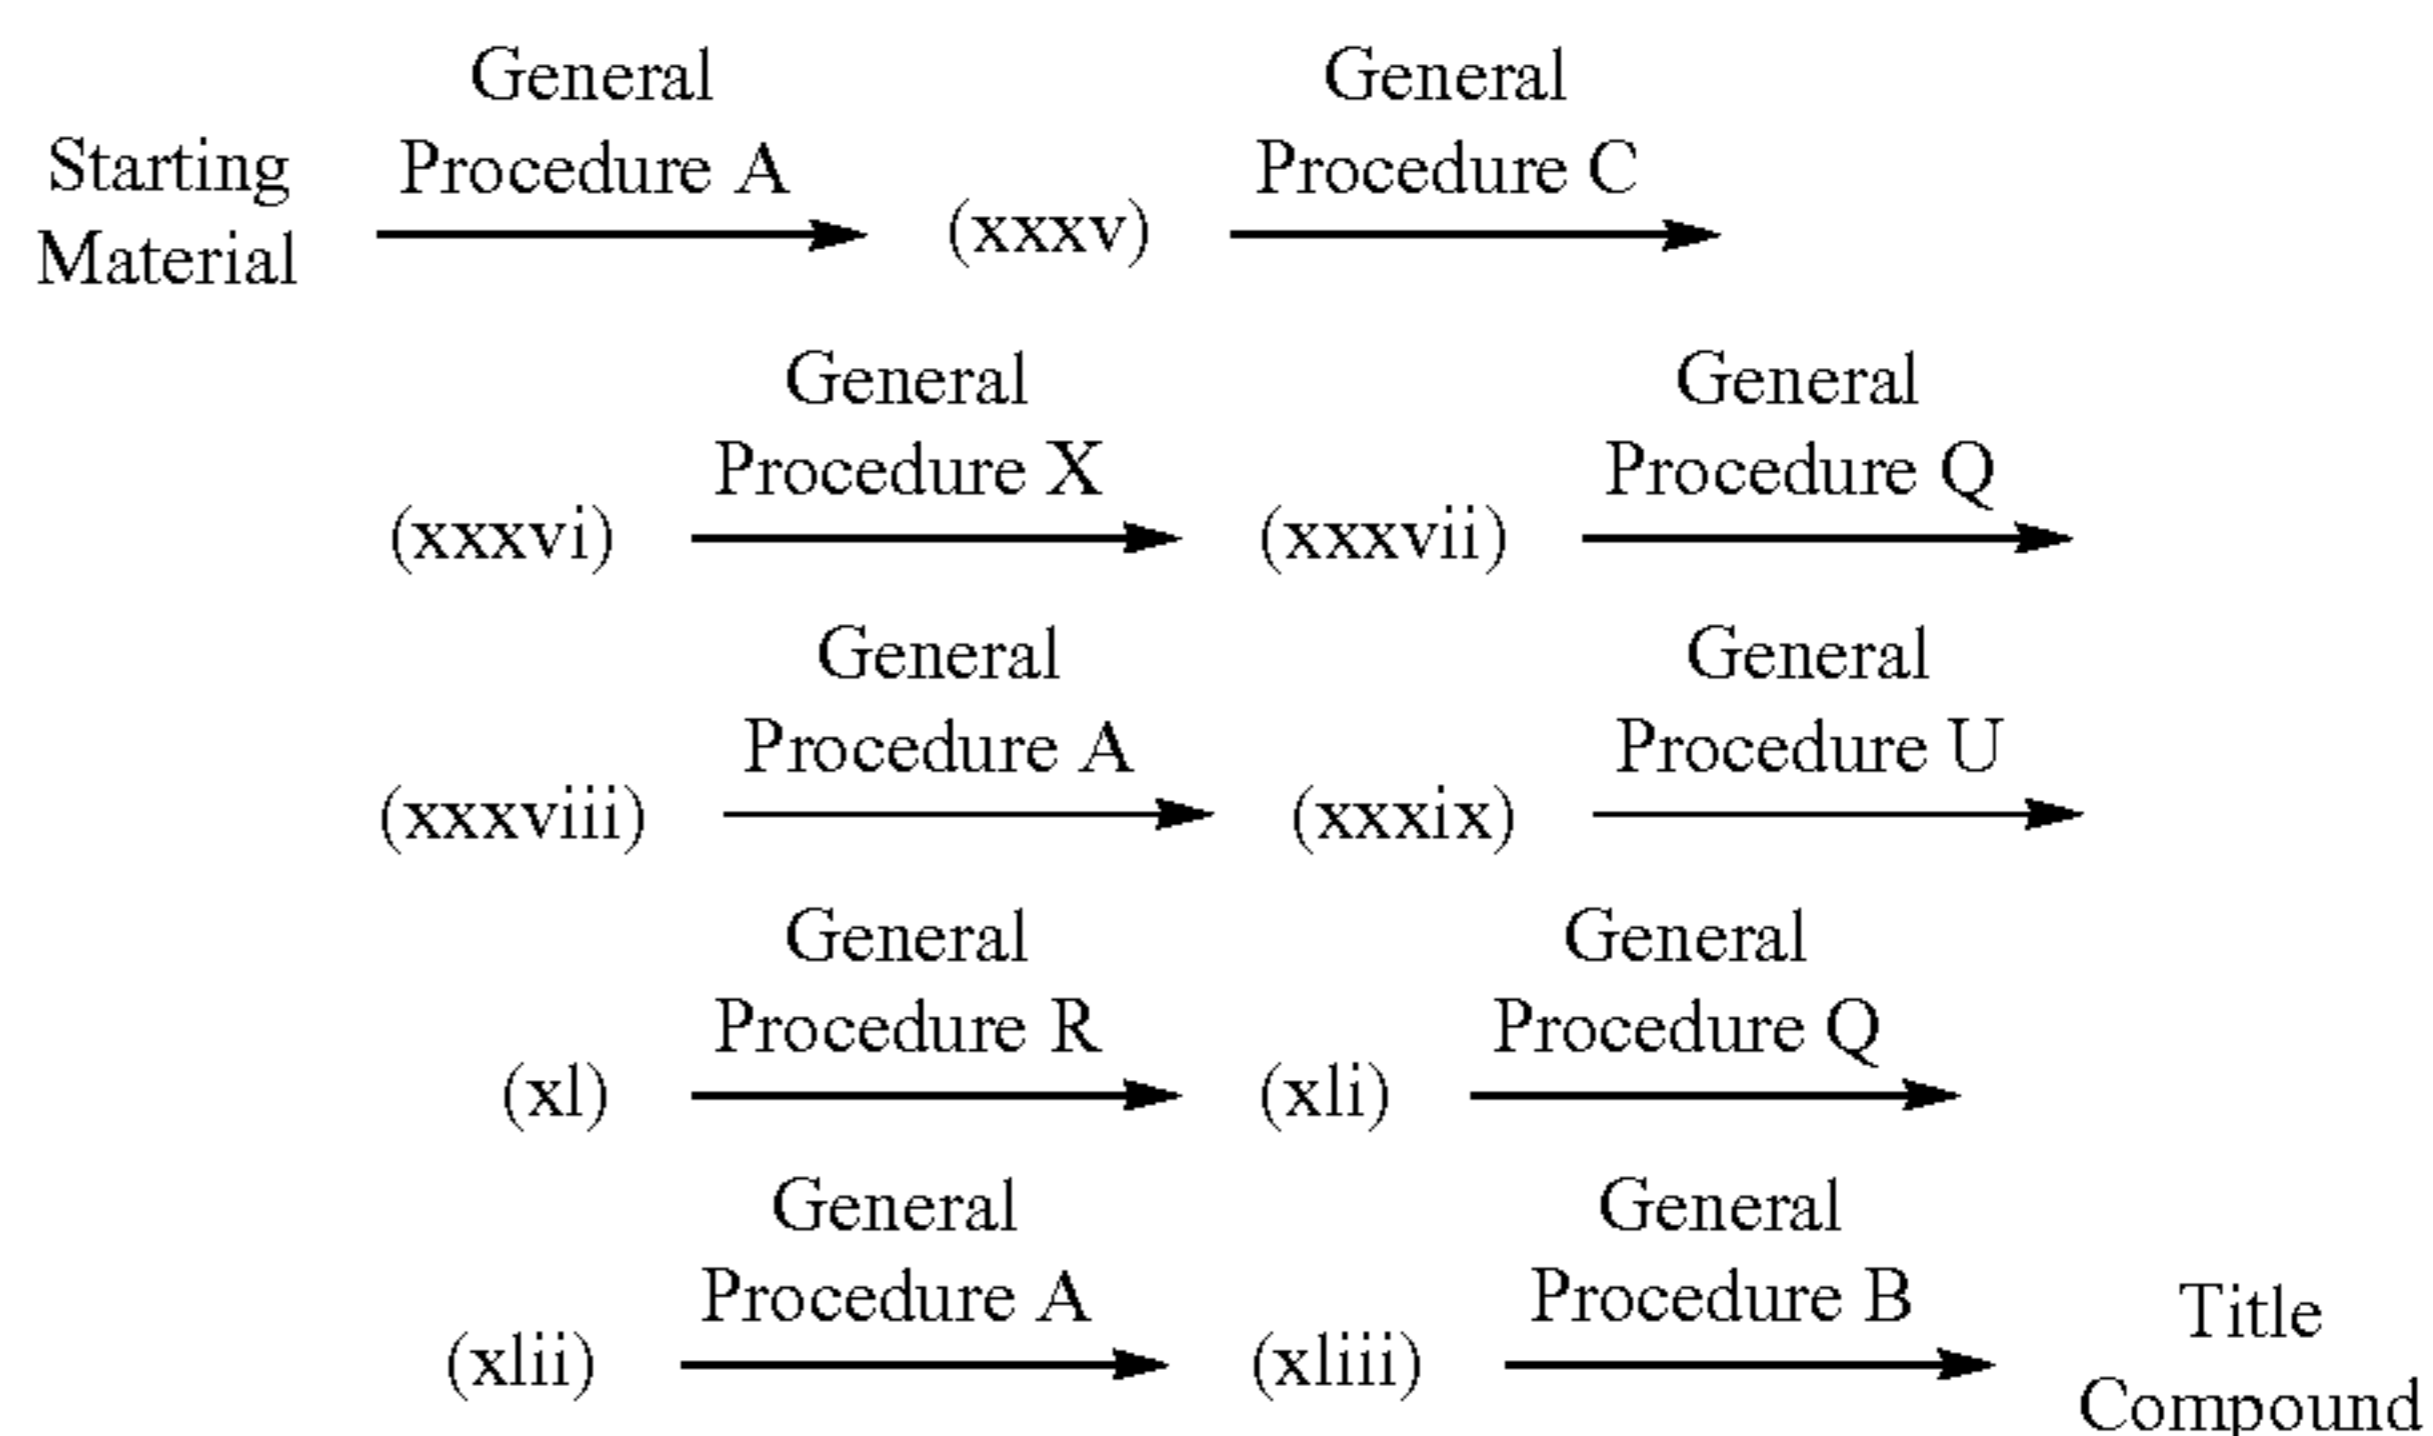 General
Procedure A
General
Procedure C
Starting
Material
(xxxv)
General
Procedure X
General
Procedure Q
(xxxvi)
(xxxvii)
General
Procedure A
General
Procedure U
(xxxviii)
(xxxix)
General
Procedure R
General
Procedure Q
(xl)
(xli)
General
Procedure A
General
Procedure B
(xlii)
(xliii)
Title
Compound